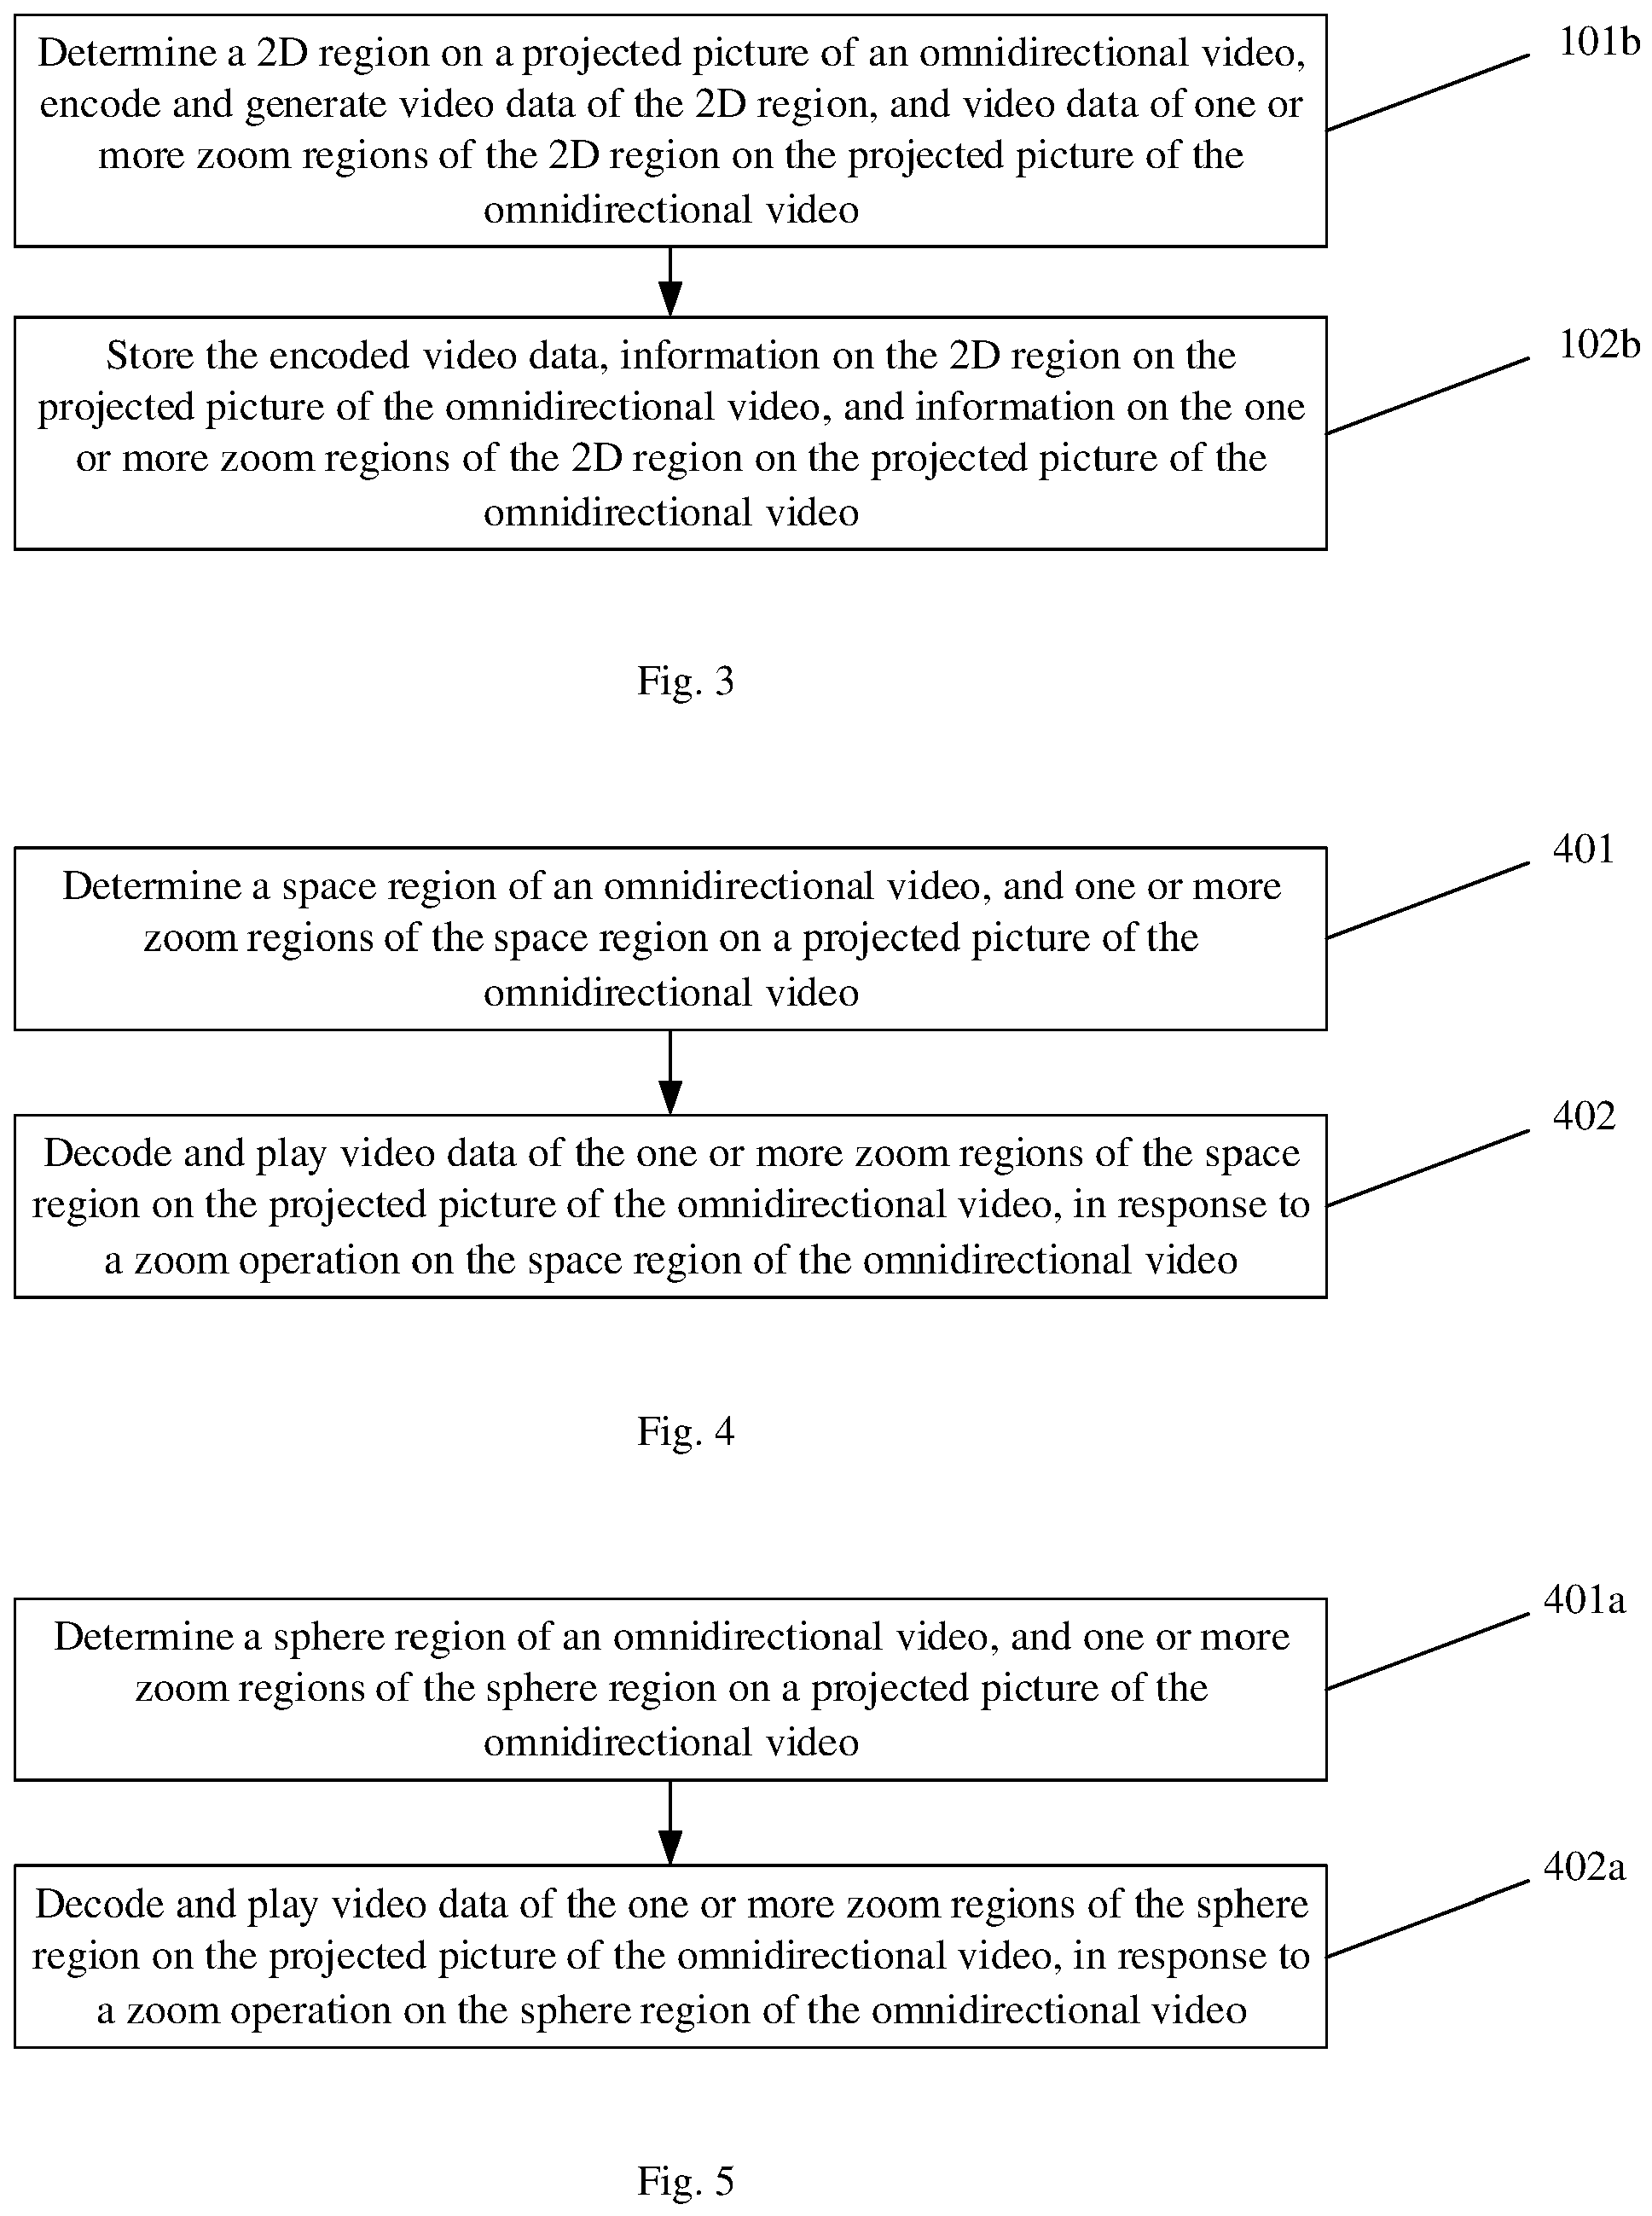 Determine a 2D region on a projected picture of an omnidirectional video,
encode and generate video data of the 2D region, and video data of one or
more zoom regions of the 2D region on the projected picture of the
omnidirectional video
101b
Store the encoded video data, information on the 2D region on the
projected picture of the omnidirectional video, and information on the one
or more zoom regions of the 2D region on the projected picture of the
omnidirectional video
102b
Fig. 3
Determine a space region of an omnidirectional video, and one or more
zoom regions of the space region on a projected picture of the
omnidirectional video
401
Decode and play video data of the one or more zoom regions of the space
region on the projected picture of the omnidirectional video, in response to
a zoom operation on the space region of the omnidirectional video
402
Fig. 4
Determine a sphere region of an omnidirectional video, and one or more
zoom regions of the sphere region on a projected picture of the
omnidirectional video
401a
Decode and play video data of the one or more zoom regions of the sphere
region on the projected picture of the omnidirectional video, in response to
a zoom operation on the sphere region of the omnidirectional video
402a
Fig. 5